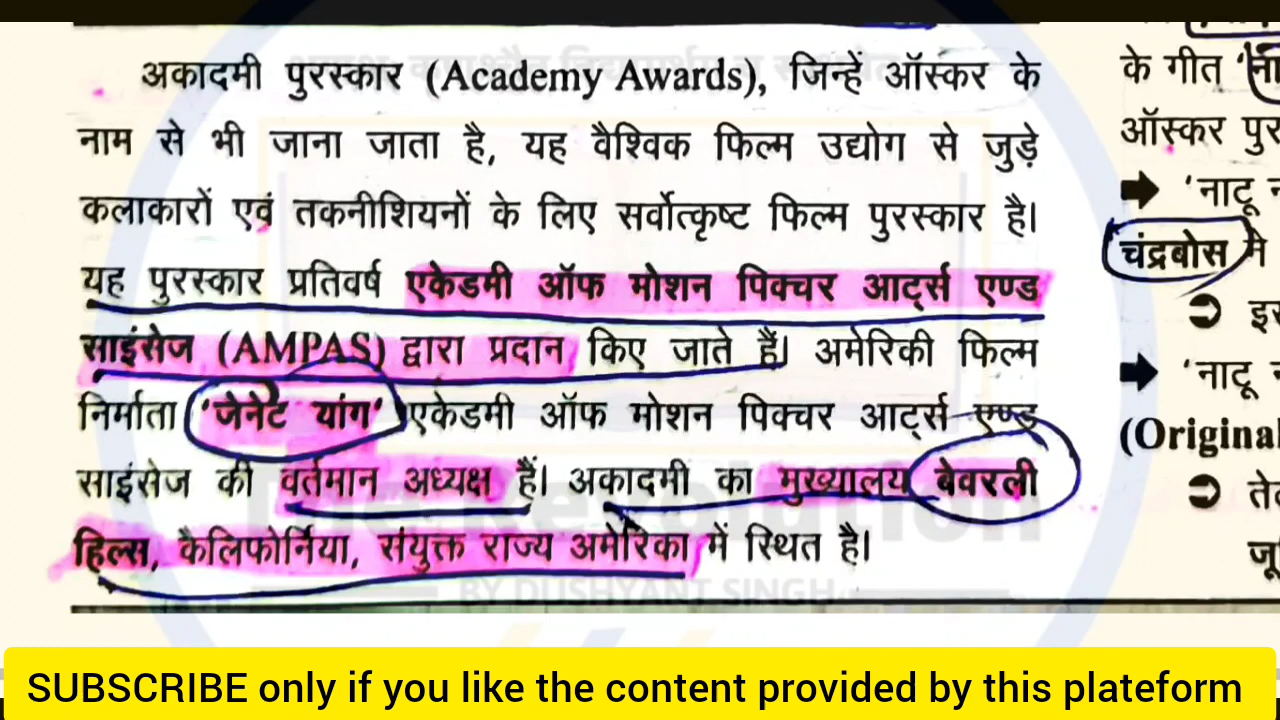 अकादमी पुरस्कार (Academy Awards), जिन्हें ऑस्कर के
नाम से भी जाना जाता है, यह वैश्विक फिल्म उद्योग से जुड़े
कलाकारों एवं तकनीशियनों के लिए सर्वोत्कृष्ट फिल्म पुरस्कार है।
यह पुरस्कार प्रतिवर्ष एकेडमी ऑफ मोशन पिक्चर आर्ट्स एण्ड
साइंसेज (AMPAS) द्वारा प्रदान किए जाते हैं। अमेरिकी फिल्म
निर्माता 'जेनेट यांग' एकेडमी ऑफ मोशन पिक्चर आर्ट्स एण्ड
साइंसेज की वर्तमान अध्यक्ष हैं। अकादमी का मुख्यालय बेवरली
हिल्स, कैलिफोर्निया, संयुक्त राज्य अमेरिका में स्थित है।
BY DUSHYANT SINGH
के गीत
ऑस्कर
'नाटू
चंद्रबोस ने
'नाटू
(Original
SUBSCRIBE only if you like the content provided by this plateform